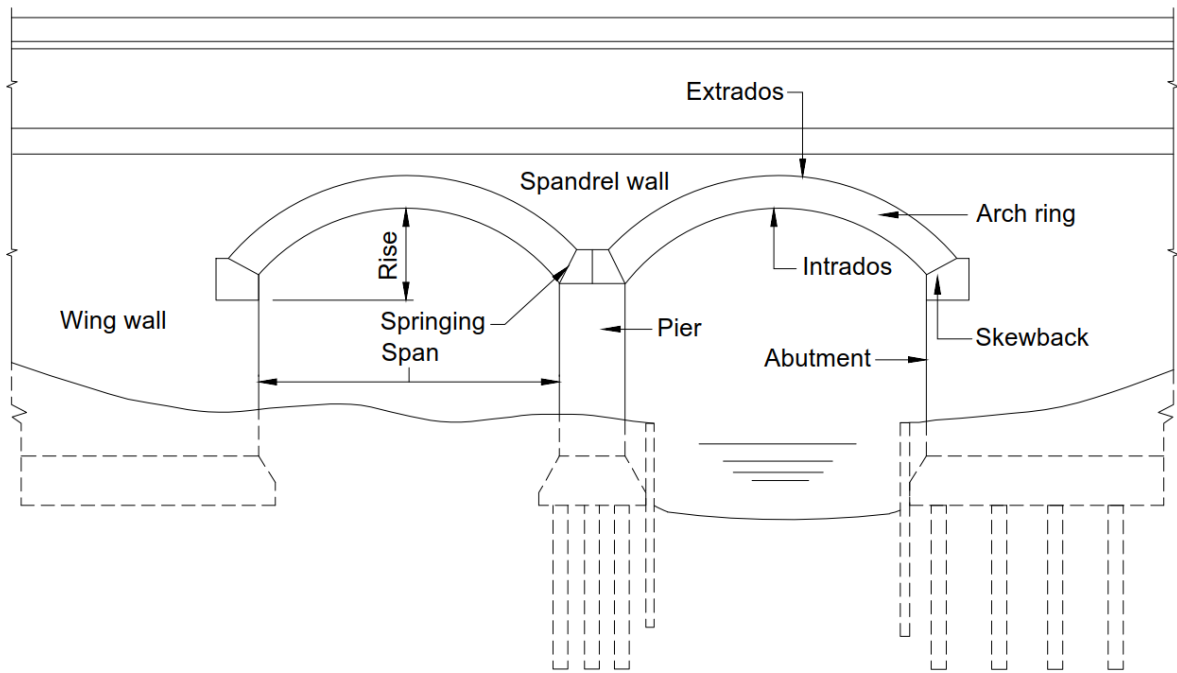 Extrados
Spandrel wall
Arch ring
Rise
Intrados
Wing wall
Springing
Pier
Skewback
Span
Abutment